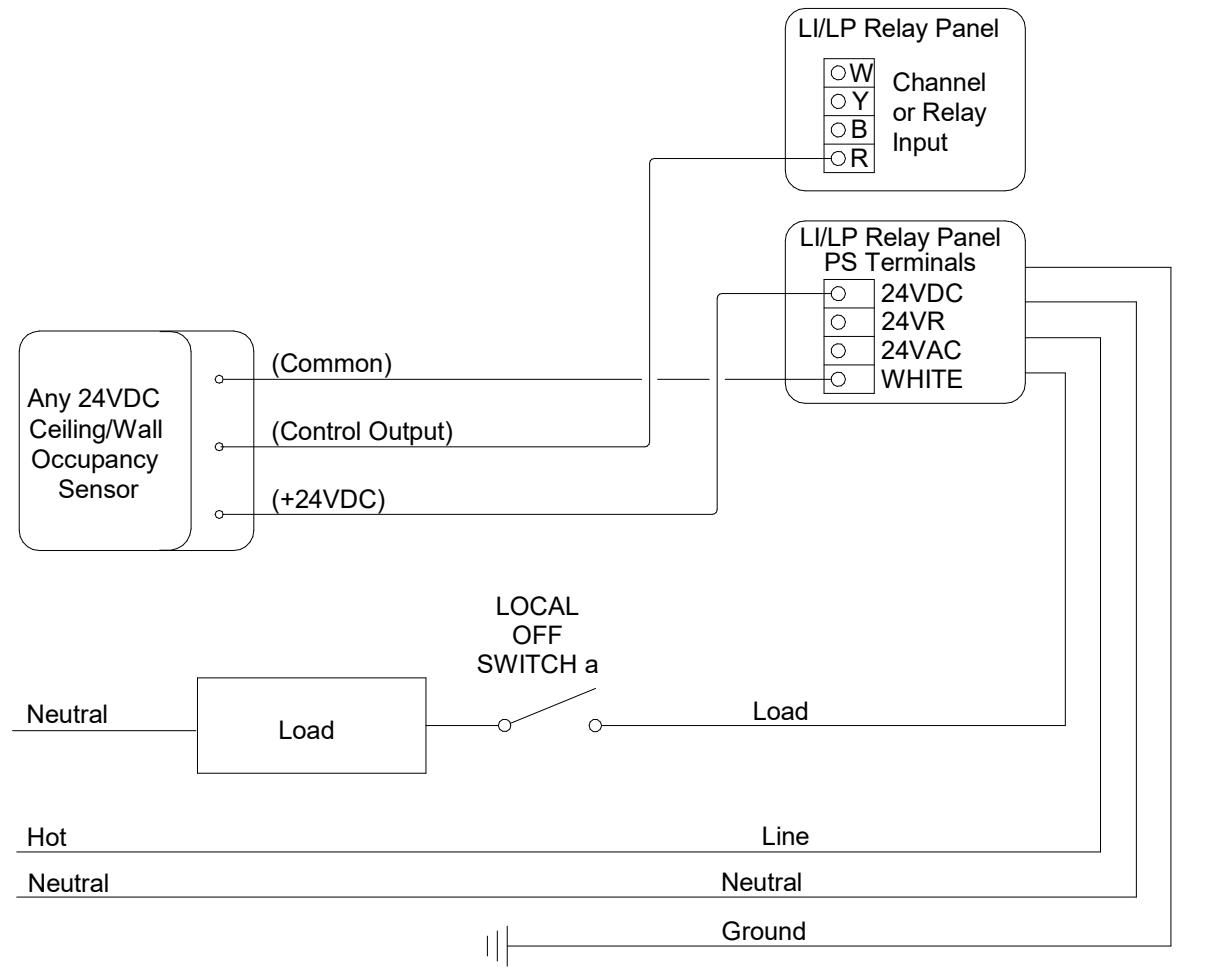 LI/LP Relay Panel
W
Y
B
R
Channel
or Relay
Input
LI/LP Relay Panel
PS Terminals
24VDC
24VR
24VAC
WHITE
Any 24VDC
Ceiling/Wall
Occupancy
Sensor
(Common)
(Control Output)
(+24VDC)
LOCAL
OFF
SWITCH a
Neutral
Load
Load
Hot
Line
Neutral
Neutral
Ground